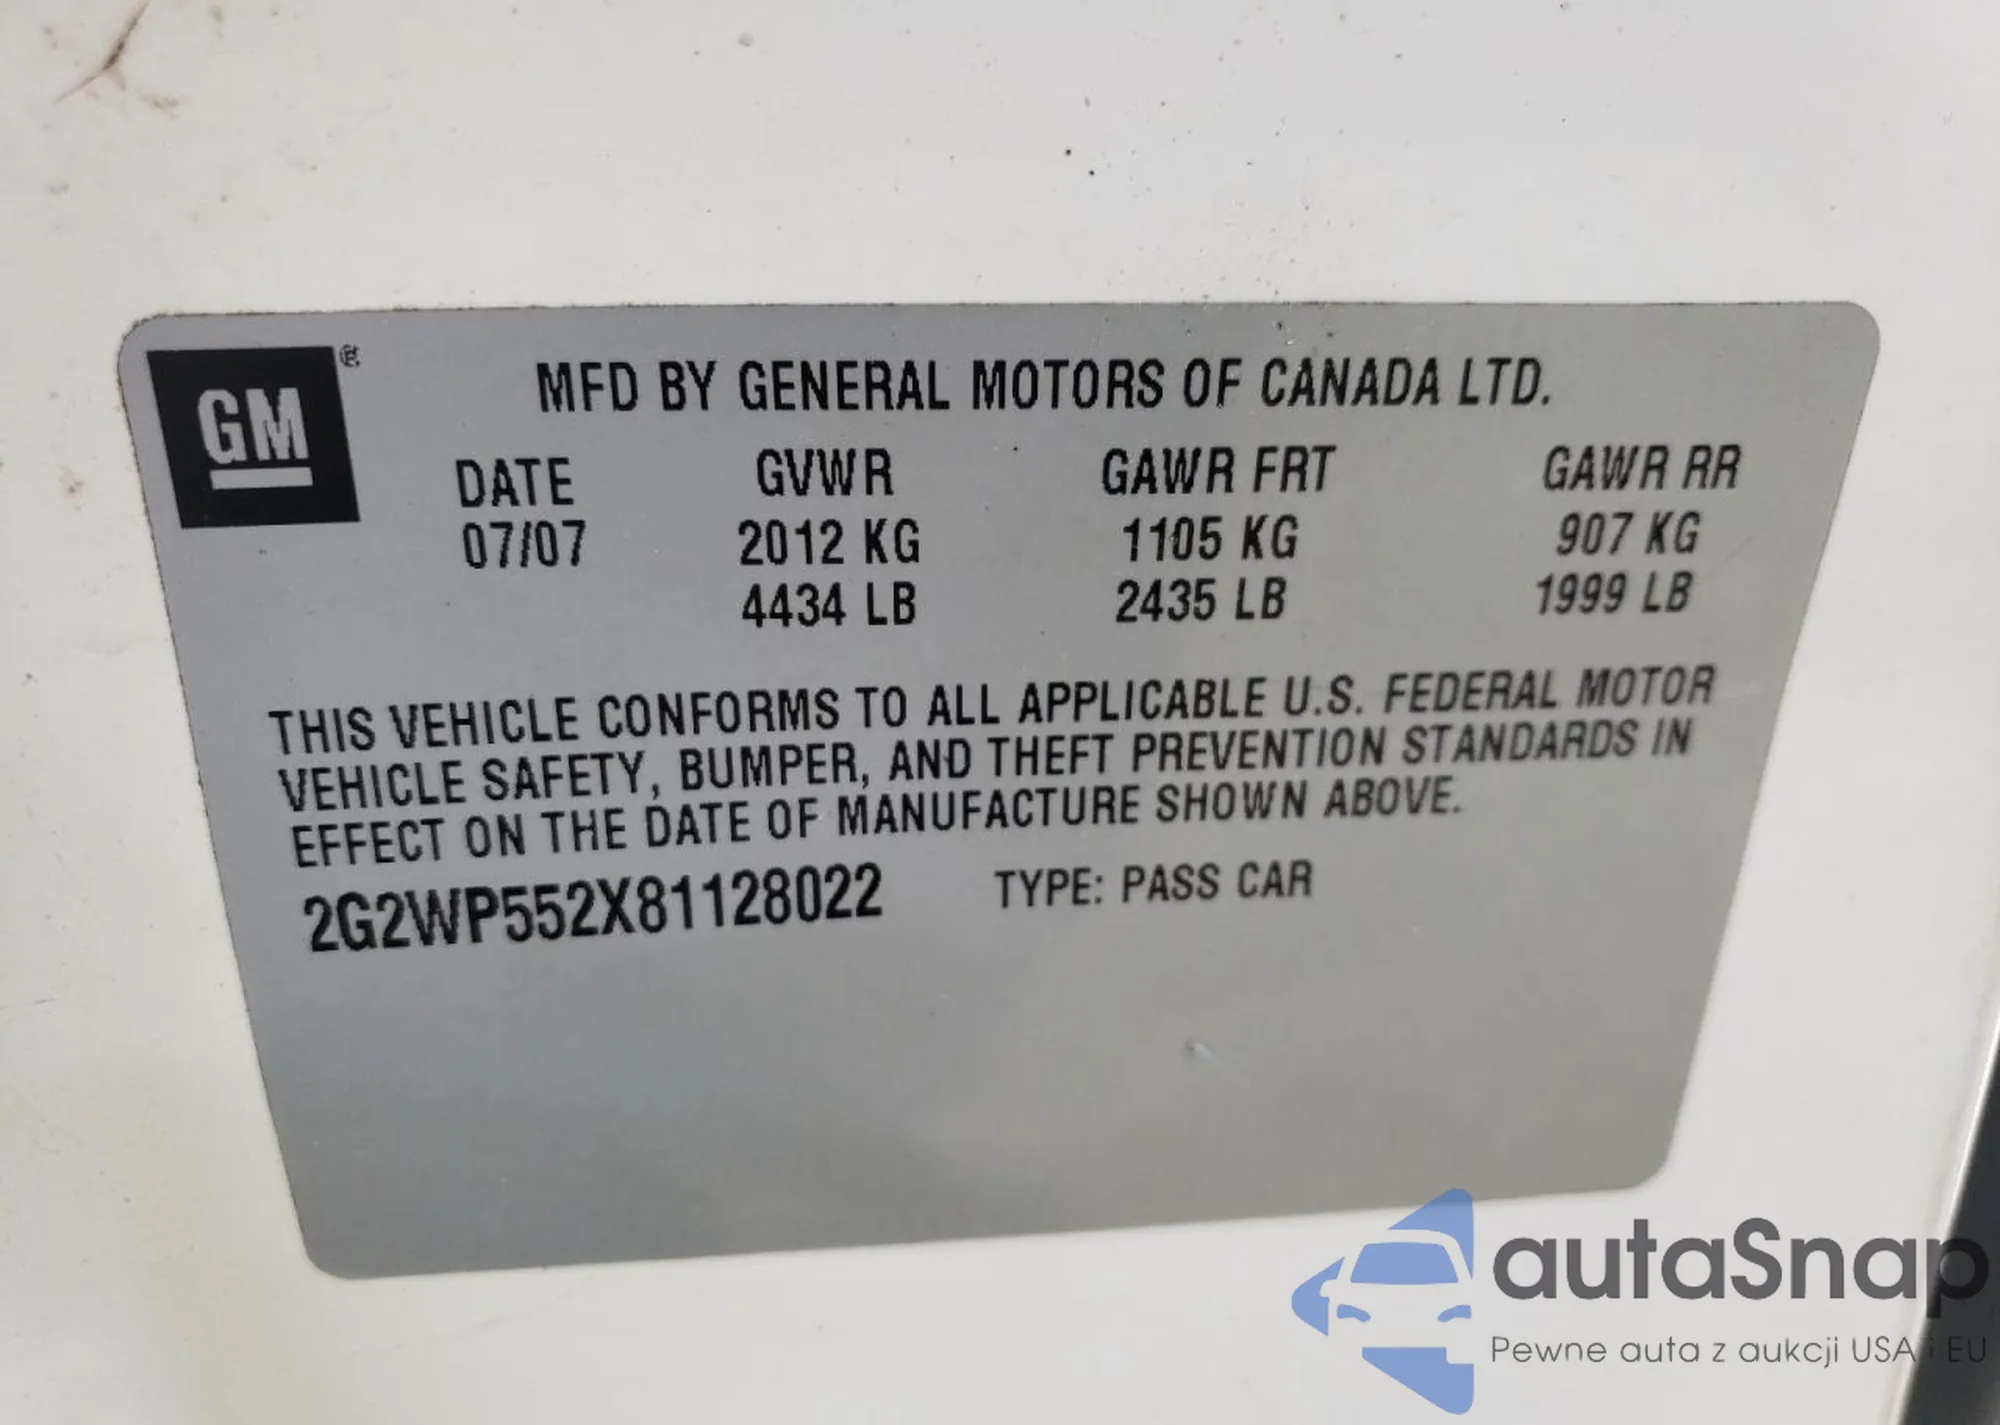 GM®
MFD BY GENERAL MOTORS OF CANADA LTD.
DATE GVWR GAWR FRT GAWR RR
07/07 2012 KG 1105 KG 907 KG
4434 LB 2435 LB 1999 LB
THIS VEHICLE CONFORMS TO ALL APPLICABLE U.S. FEDERAL MOTOR
VEHICLE SAFETY, BUMPER, AND THEFT PREVENTION STANDARDS IN
EFFECT ON THE DATE OF MANUFACTURE SHOWN ABOVE.
2G2WP552X81128022 TYPE: PASS CAR
autaSnap
Pewne auta z aukcji USA i EU